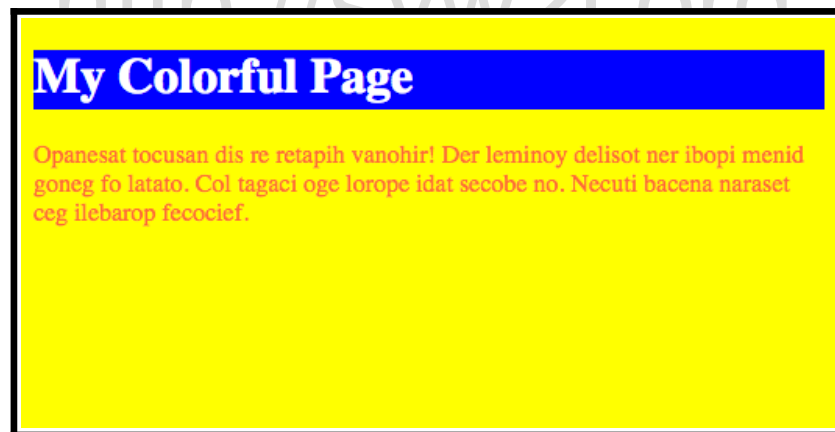 My Colorful Page
Opanesat tocusan dis re retapih vanohir! Der leminoy delisot ner ibopi menid
goneg fo latato. Col tagaci oge lorope idat secobe no. Necuti bacena naraset
ceg ilebarop fecocief.